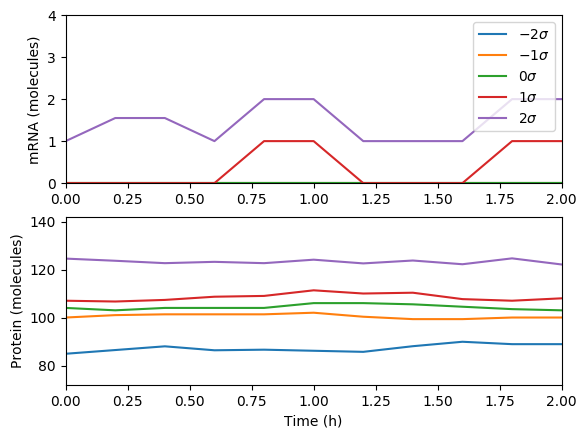 mRNA (molecules)
4
3
2
1
0
−2σ
−1σ
0σ
1σ
2σ
0.00 0.25 0.50 0.75 1.00 1.25 1.50 1.75 2.00
Protein (molecules)
140
120
100
80
0.00 0.25 0.50 0.75 1.00 1.25 1.50 1.75 2.00
Time (h)